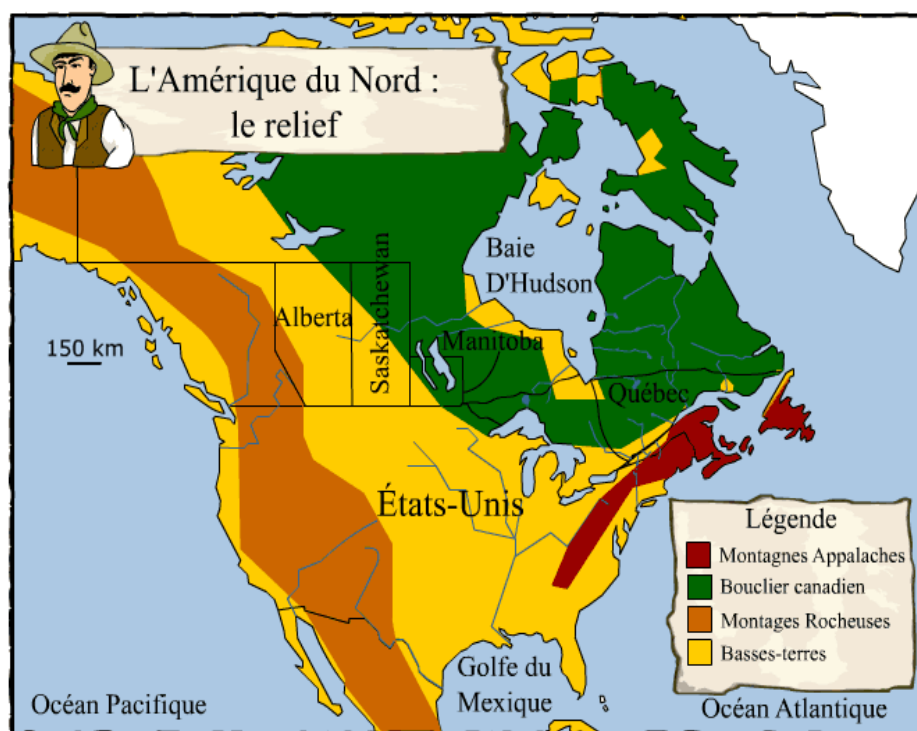 L'Amérique du Nord :
le relief
Baie
D'Hudson
Alberta
Saskatchewan
Manitoba
150 km
Québec
États-Unis
Légende
Montagnes Appalaches
Bouclier canadien
Montages Rocheuses
Basses-terres
Golfe du
Mexique
Océan Pacifique
Océan Atlantique